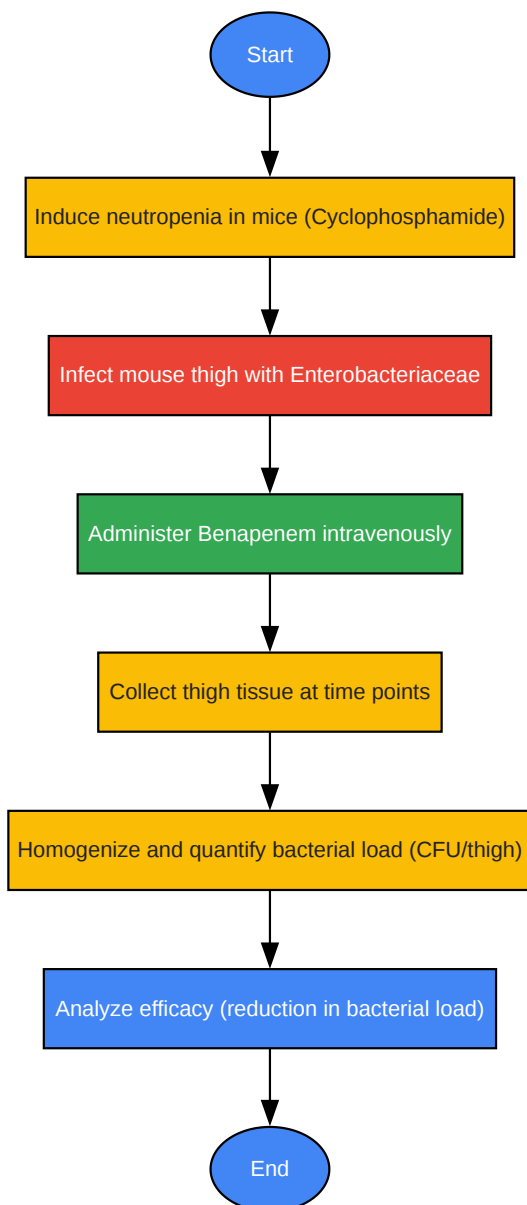 Start
Induce neutropenia in mice (Cyclophosphamide)
Infect mouse thigh with Enterobacteriaceae
Administer Benapenem intravenously
Collect thigh tissue at time points
Homogenize and quantify bacterial load (CFU/thigh)
Analyze efficacy (reduction in bacterial load)
End